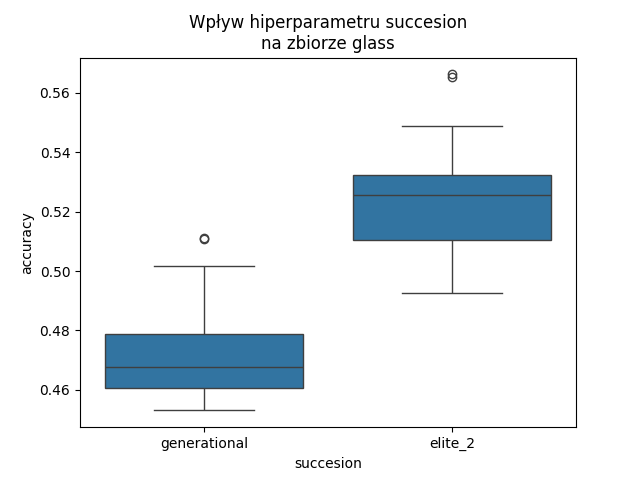 Wpływ hiperparametru succesion
na zbiorze glass
0.56
0.54
0.52
0.50
0.48
0.46
accuracy
generational
elite_2
succesion